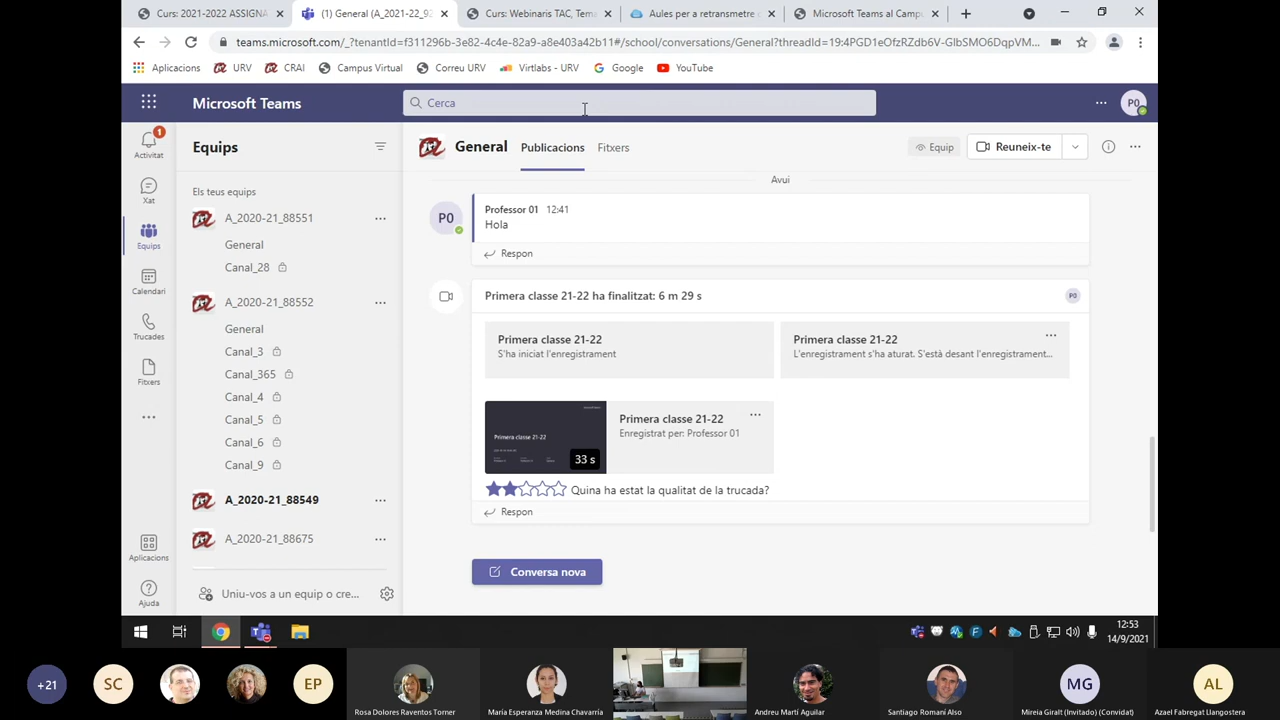 Curs: 2021-2022 ASSIGNA
(1) General (A_2021-22_92
Curs: Webinaris TAC, Tema
Aules per a retransmetre
Microsoft Teams al Camp
teams.microsoft.com/_?tenantId=f311296b-3e82-4c4e-82a9-a8e403a42b11#/school/conversations/General?threadId=19:4PGD1eOfzRZdb6V-GlbSMO6DqpVM...
Aplicacions
URV
CRAI
Campus Virtual
Correu URV
Virtlabs - URV
Google
YouTube
Microsoft Teams
Cerca
P0
1
Activitat
Xat
Equips
Calendari
Trucades
Fitxers
Aplicacions
Ajuda
Equips
Els teus equips
A_2020-21_88551
General
Canal_28
A_2020-21_88552
General
Canal_3
Canal_365
Canal_4
Canal_5
Canal_6
Canal_9
A_2020-21_88549
A_2020-21_88675
Uniu-vos a un equip o cre...
General
Publicacions
Fitxers
Equip
Reuneix-te
Avui
P0
Professor 01 12:41
Hola
Respon
Primera classe 21-22 ha finalitzat: 6 m 29 s
P0
Primera classe 21-22
S'ha iniciat l'enregistrament
Primera classe 21-22
L'enregistrament s'ha aturat. S'està desant l'enregistrament...
Primera classe 21-22
33 s
Primera classe 21-22
Enregistrat per: Professor 01
Quina ha estat la qualitat de la trucada?
Respon
Conversa nova
12:53
14/9/2021
+21
SC
EP
MG
AL
Rosa Dolores Raventos Torner
Maria Esperanza Medina Chavarria
Andreu Martí Aguilar
Santiago Romaní Also
Mireia Giralt (Invitado) (Convidat)
Azael Fabregat Llangostera